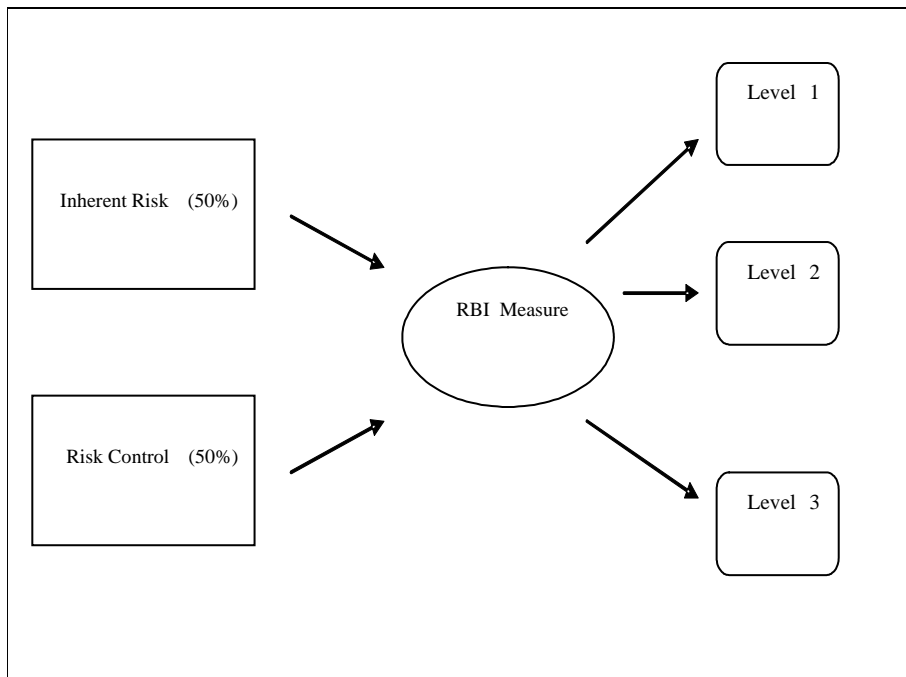 Inherent Risk (50%)
Risk Control (50%)
RBI Measure
Level 1
Level 2
Level 3